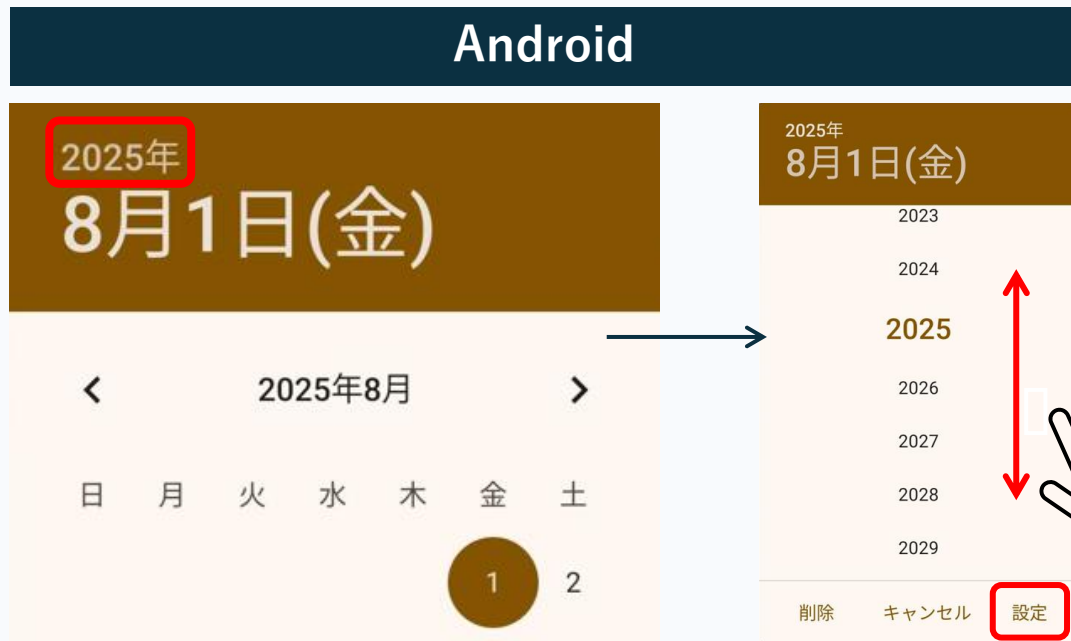 Android
2025年
8月1日(金)
2025年8月
日 月 火 水 木 金 土
1 2
2025年
8月1日(金)
2023
2024
2025
2026
2027
2028
2029
削除 キャンセル 設定